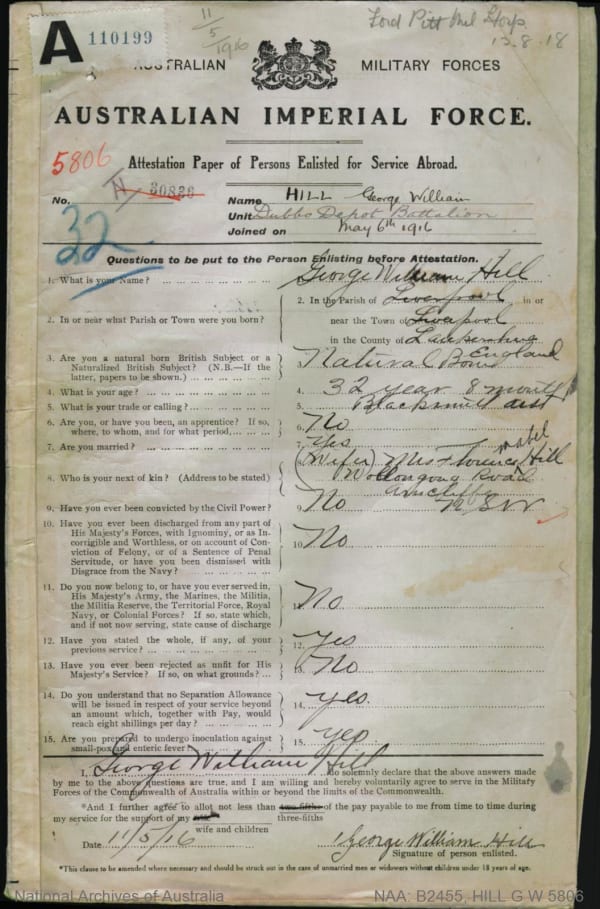 A 110199
11/5/1916
13.8.18
AUSTRALIAN MILITARY FORCES
AUSTRALIAN IMPERIAL FORCE.
5806
Attestation Paper of Persons Enlisted for Service Abroad.
No. N 30828
Name HILL George William
Unit Dubbo Depot Battalion
Joined on May 6th 1916
32
Questions to be put to the Person Enlisting before Attestation.
1. What is your Name? George William Hill
2. In or near what Parish or Town were you born?
2. In the Parish of Liverpool in or
near the Town of Liverpool
in the County of Lankershire
England
3. Are you a natural born British Subject or a
Naturalized British Subject? (N.B.—If the
latter, papers to be shown.) Natural Born
4. What is your age? 4. 32 year 8 month
5. What is your trade or calling? 5. Blacksmith asst
6. Are you, or have you been, an apprentice? If so,
where, to whom, and for what period, 6. No
7. Are you married? 7. Yes
8. Who is your next of kin? (Address to be stated)
(Wife) Mrs Florence Mabel Hill
Wollongong Road
Arncliffe
N.S.W
9. Have you ever been convicted by the Civil Power? 9. No
10. Have you ever been discharged from any part of
His Majesty's Forces, with Ignominy, or as In-
corrigible and Worthless, or on account of Con-
viction of Felony, or of a Sentence of Penal
Servitude, or have you been dismissed with
Disgrace from the Navy? 10. No
11. Do you now belong to, or have you ever served in,
His Majesty's Army, the Marines, the Militia,
the Militia Reserve, the Territorial Force, Royal
Navy, or Colonial Forces? If so, state which,
and if not now serving, state cause of discharge 11. No
12. Have you stated the whole, if any, of your
previous service? 12. Yes
13. Have you ever been rejected as unfit for His
Majesty's Service? If so, on what grounds? 13. No
14. Do you understand that no Separation Allowance
will be issued in respect of your service beyond
an amount which, together with Pay, would
reach eight shillings per day? 14. yes.
15. Are you prepared to undergo inoculation against
small-pox and enteric fever? 15. yes
I, George William Hill do solemnly declare that the above answers made
by me to the above questions are true, and I am willing and hereby voluntarily agree to serve in the Military
Forces of the Commonwealth of Australia within or beyond the limits of the Commonwealth.
*And I further agree to allot not less than two-fifths of the pay payable to me from time to time during
three-fifths
my service for the support of my wife
wife and children
Date 11/5/16
George William Hill
Signature of person enlisted.
*This clause to be amended where necessary and should be struck out in the case of unmarried men or widowers without children under 18 years of age.
National Archives of Australia
NAA: B2455, HILL G W 5806